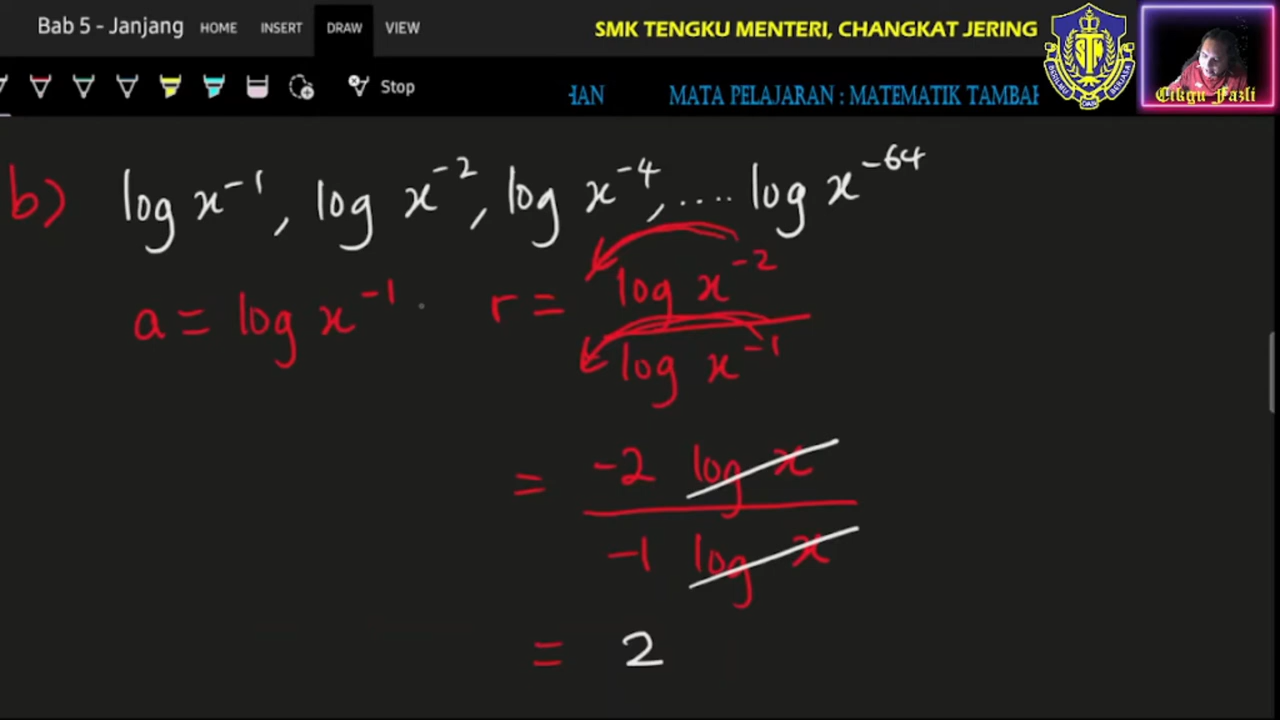 Bab 5 - Janjang HOME INSERT DRAW VIEW
SMK TENGKU MENTERI, CHANGKAT JERING
Stop
HAN MATA PELAJARAN : MATEMATIK TAMBAH
Cikgu Fazli
b) log x⁻¹, log x⁻², log x⁻⁴, .... log x⁻⁶⁴
a = log x⁻¹ r = log x⁻²
log x⁻¹
= -2 log x
-1 log x
= 2